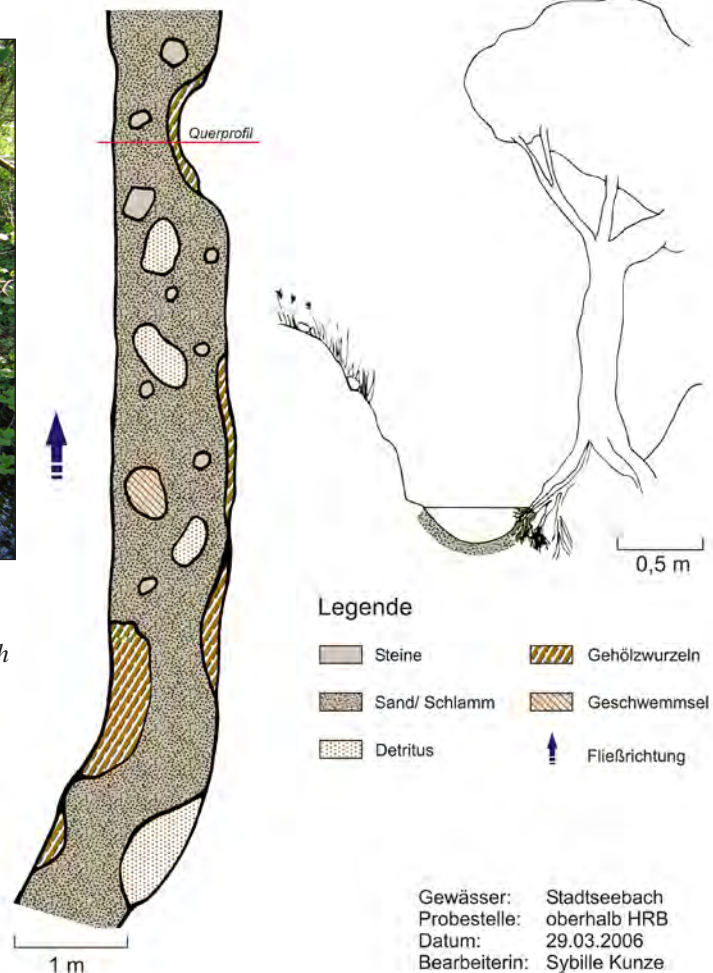 Querprofil
0,5 m
h
Legende
Steine
Gehölzwurzeln
Sand/ Schlamm
Geschwemmsel
Detritus
Fließrichtung
Gewässer: Stadtseebach
Probestelle: oberhalb HRB
Datum: 29.03.2006
Bearbeiterin: Sybille Kunze
1 m